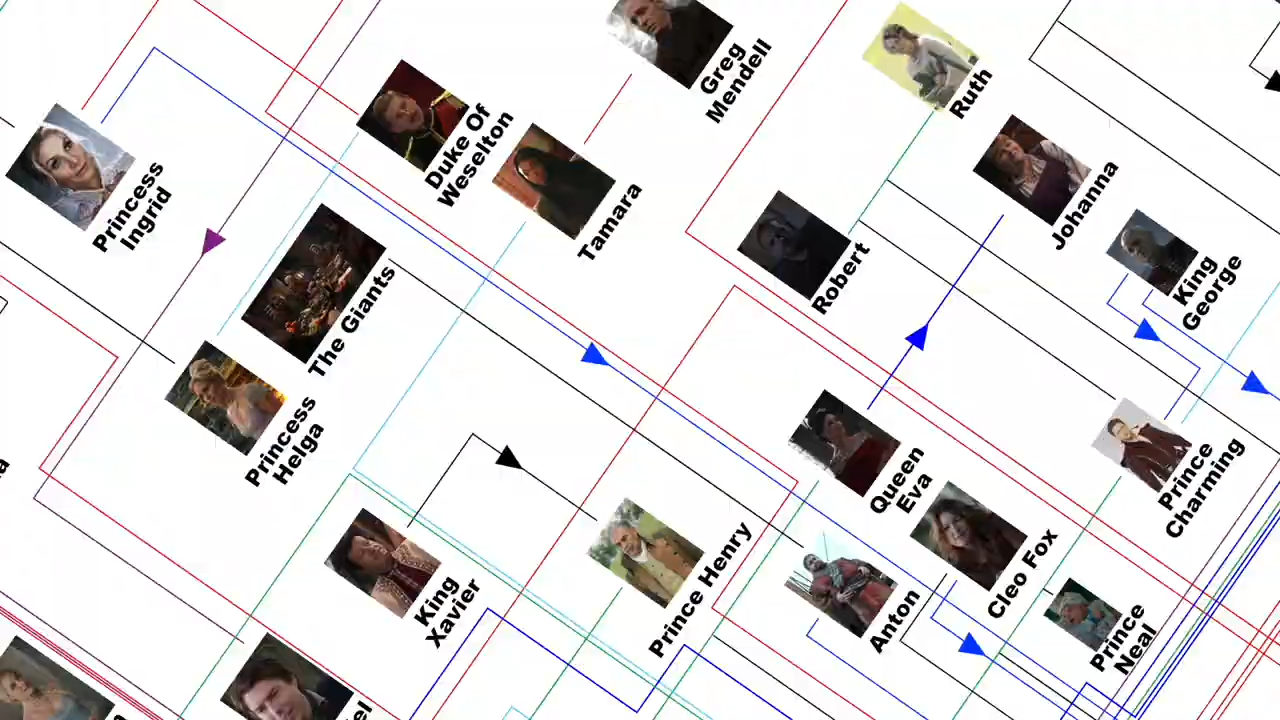 Greg
Mendell
Ruth
Duke Of
Weselton
Princess
Ingrid
Tamara
Johanna
Robert
King
George
The Giants
Princess
Helga
Queen
Eva
Prince
Charming
King
Xavier
Prince Henry
Cleo Fox
Anton
Prince
Neal